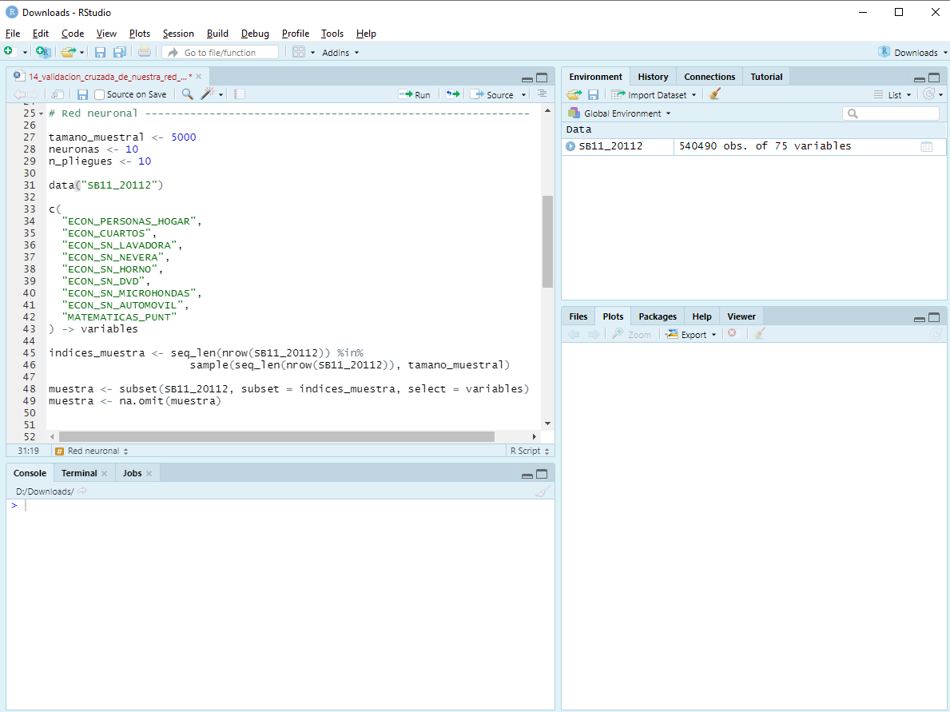 Downloads - RStudio
File Edit Code View Plots Session Build Debug Profile Tools Help
Go to file/function Addins Downloads
14_validacion_cruzada_de_nuestra_red_...*
Source on Save Run Source
25 # Red neuronal ----------------------------------------------------------
26
27 tamano_muestral <- 5000
28 neuronas <- 10
29 n_pliegues <- 10
30
31 data("SB11_20112")
32
33 c(
34 "ECON_PERSONAS_HOGAR",
35 "ECON_CUARTOS",
36 "ECON_SN_LAVADORA",
37 "ECON_SN_NEVERA",
38 "ECON_SN_HORNO",
39 "ECON_SN_DVD",
40 "ECON_SN_MICROHONDAS",
41 "ECON_SN_AUTOMOVIL",
42 "MATEMATICAS_PUNT"
43 ) -> variables
44
45 indices_muestra <- seq_len(nrow(SB11_20112)) %in%
46 sample(seq_len(nrow(SB11_20112)), tamano_muestral)
47
48 muestra <- subset(SB11_20112, subset = indices_muestra, select = variables)
49 muestra <- na.omit(muestra)
50
51
52
31:19 # Red neuronal R Script
Console Terminal Jobs
D:/Downloads/
>
Environment History Connections Tutorial
Import Dataset List
Global Environment
Data
SB11_20112 540490 obs. of 75 variables
Files Plots Packages Help Viewer
Zoom Export